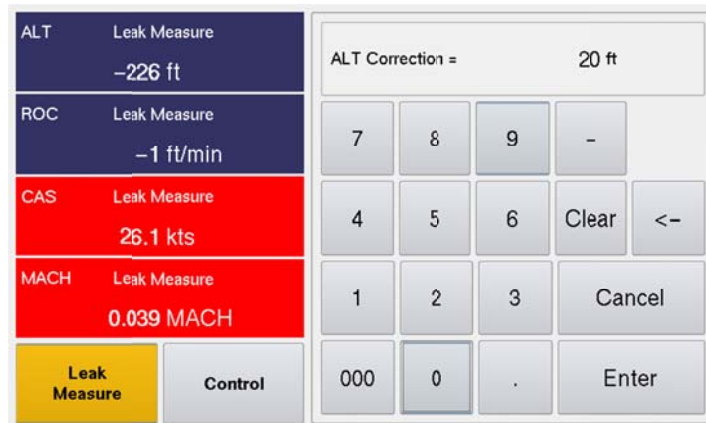 ALT Leak Measure
−226 ft
ROC Leak Measure
−1 ft/min
CAS Leak Measure
26.1 kts
MACH Leak Measure
0.039 MACH
Leak
Measure
Control
ALT Correction = 20 ft
7 8 9 −
4 5 6 Clear <−
1 2 3 Cancel
000 0 . Enter